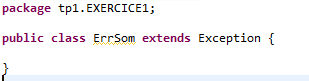 package tp1.EXERCICE1;
public class ErrSom extends Exception {
}